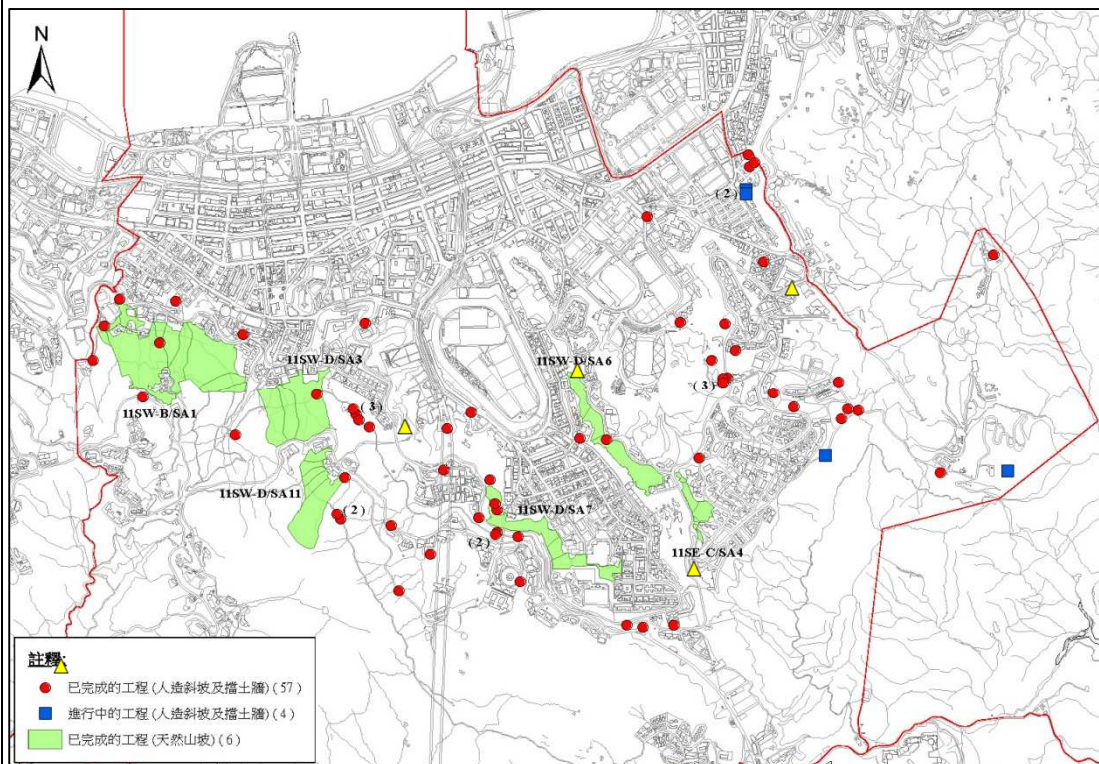 N
(2)
11SW-D/SA3
11SW-D/SA6
(3)
(3)
11SW-B/SA1
11SW-D/SA11
11SW-D/SA7
(2)
(2)
11SE-C/SA4
註釋:
已完成的工程 (人造斜坡及擋土牆) (57)
進行中的工程 (人造斜坡及擋土牆) (4)
已完成的工程 (天然山坡) (6)